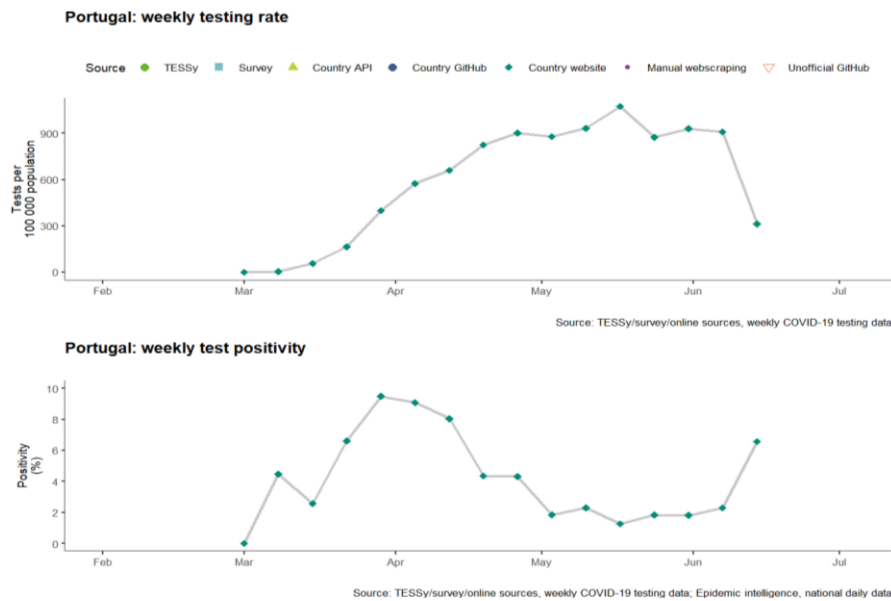 Portugal: weekly testing rate
Source TESSy Survey Country API Country GitHub Country website Manual webscraping Unofficial GitHub
Tests per
100 000 population
900
600
300
0
Feb Mar Apr May Jun Jul
Source: TESSy/survey/online sources, weekly COVID-19 testing data
Portugal: weekly test positivity
Positivity
(%)
10
8
6
4
2
0
Feb Mar Apr May Jun Jul
Source: TESSy/survey/online sources, weekly COVID-19 testing data; Epidemic intelligence, national daily data